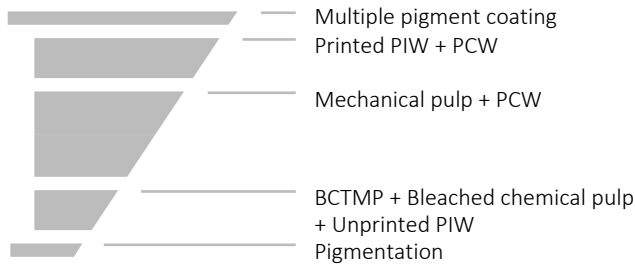 Multiple pigment coating
Printed PIW + PCW
Mechanical pulp + PCW
BCTMP + Bleached chemical pulp
+ Unprinted PIW
Pigmentation